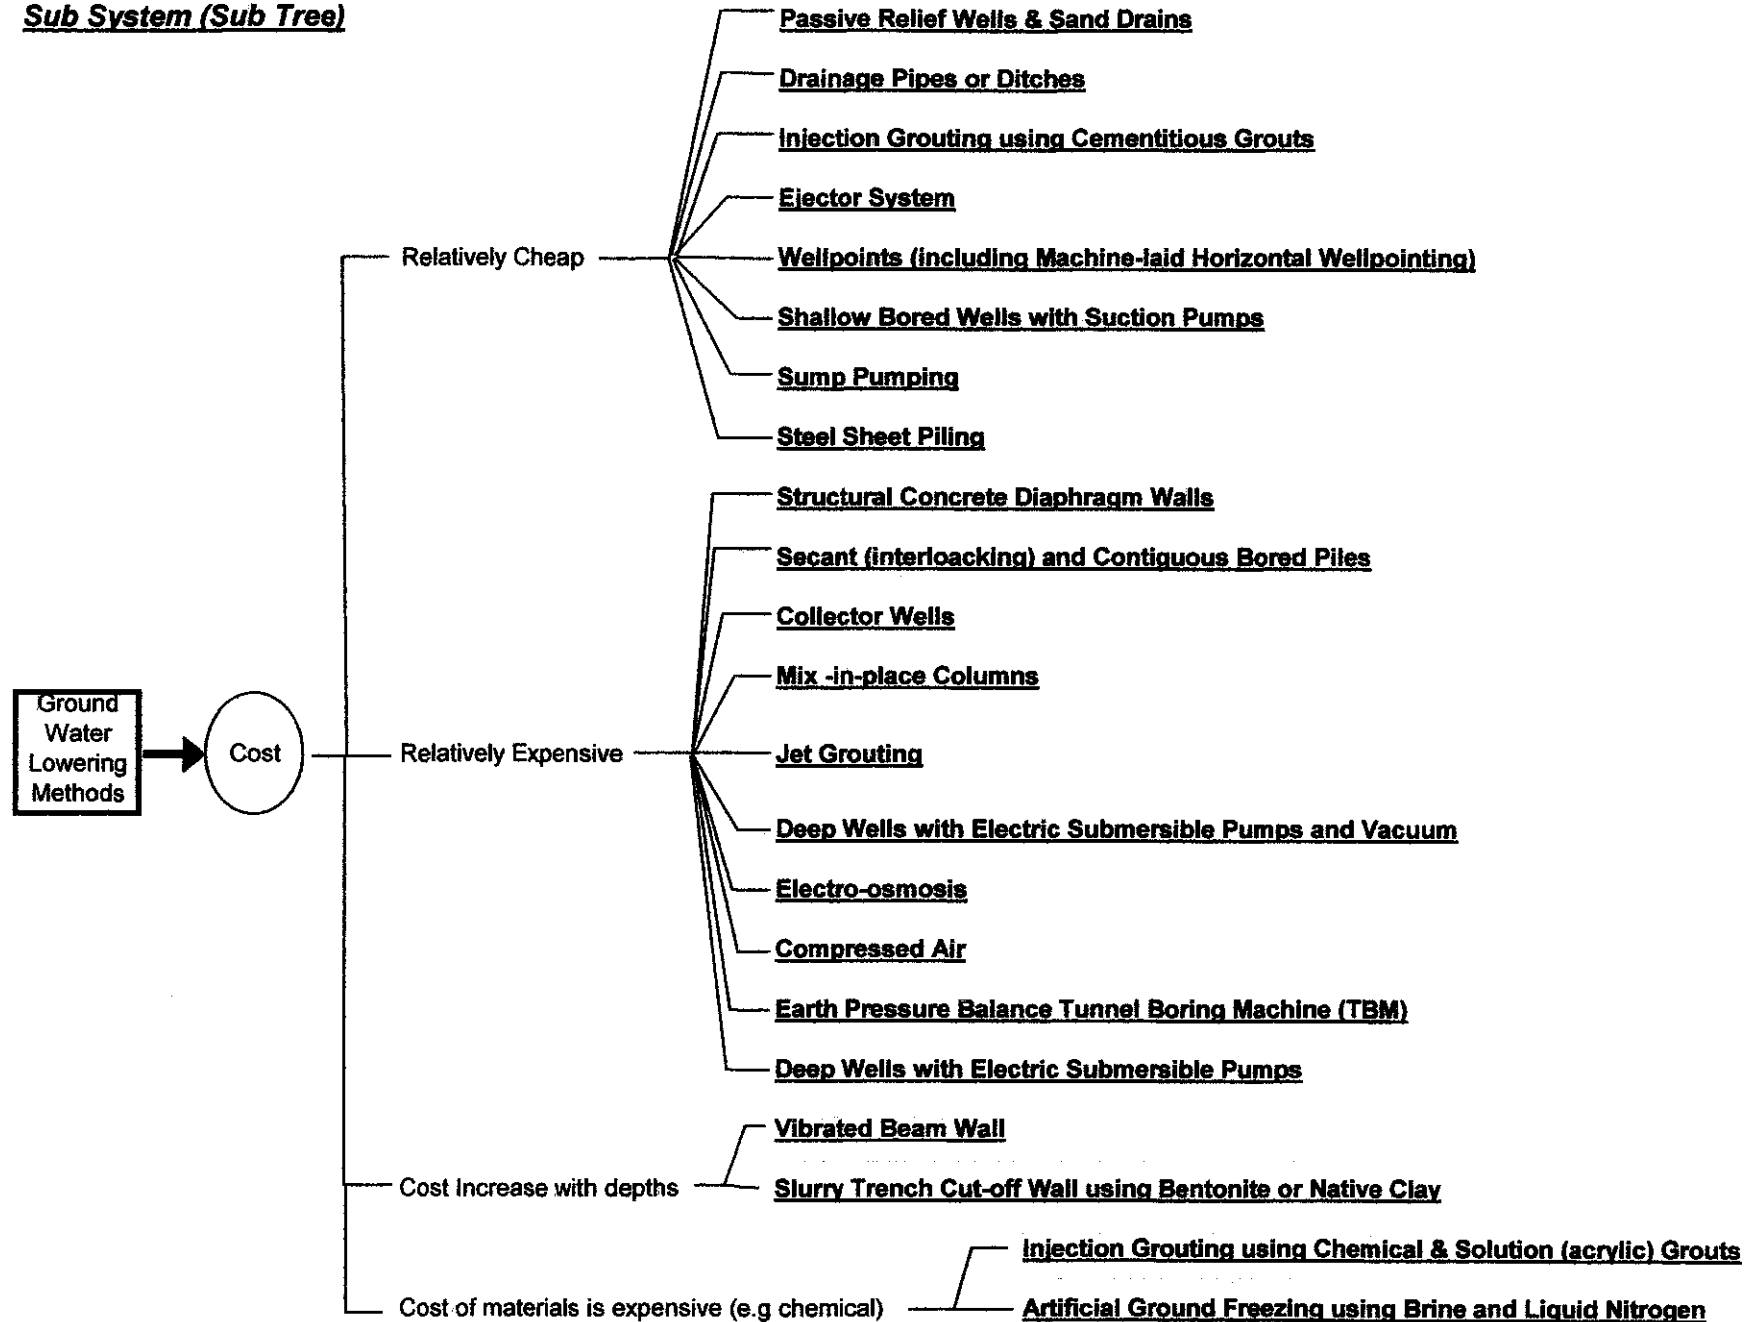 Sub System (Sub Tree)
Passive Relief Wells & Sand Drains
Drainage Pipes or Ditches
Injection Grouting using Cementitious Grouts
Ejector System
Relatively Cheap
Wellpoints (including Machine-laid Horizontal Wellpointing)
Shallow Bored Wells with Suction Pumps
Sump Pumping
Steel Sheet Piling
Structural Concrete Diaphragm Walls
Secant (interloacking) and Contiguous Bored Piles
Collector Wells
Mix -in-place Columns
Ground
Water
Lowering
Methods
Cost
Relatively Expensive
Jet Grouting
Deep Wells with Electric Submersible Pumps and Vacuum
Electro-osmosis
Compressed Air
Earth Pressure Balance Tunnel Boring Machine (TBM)
Deep Wells with Electric Submersible Pumps
Vibrated Beam Wall
Cost Increase with depths
Slurry Trench Cut-off Wall using Bentonite or Native Clay
Injection Grouting using Chemical & Solution (acrylic) Grouts
Cost of materials is expensive (e.g chemical)
Artificial Ground Freezing using Brine and Liquid Nitrogen